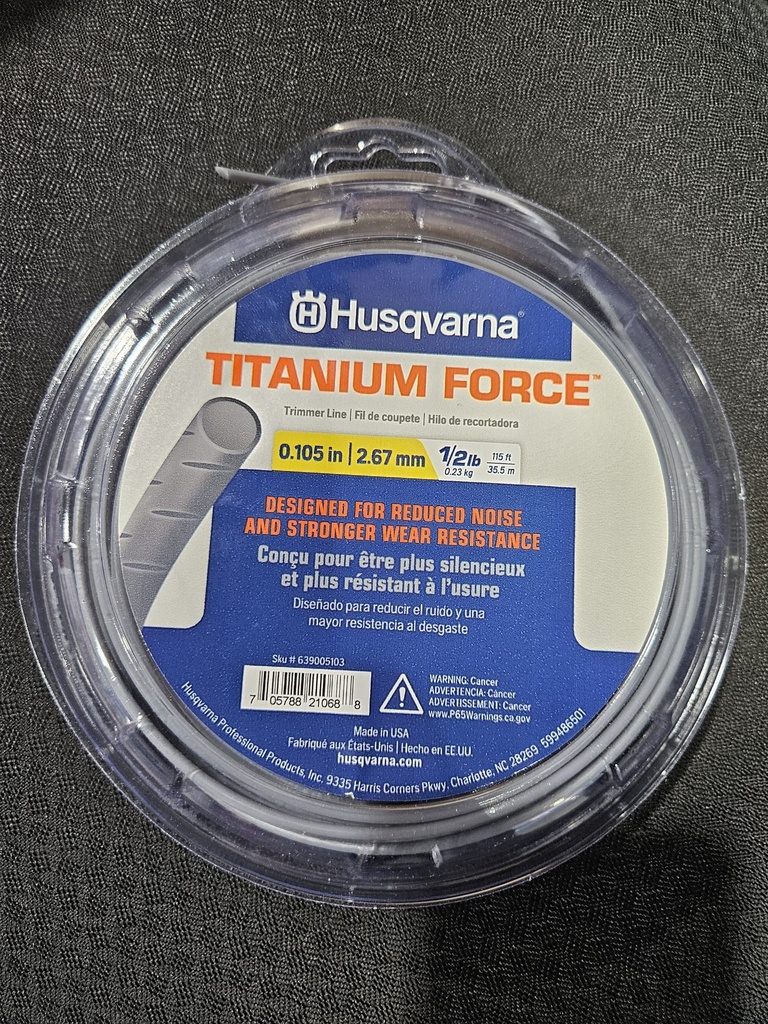 Husqvarna®
TITANIUM FORCE™
Trimmer Line | Fil de coupete | Hilo de recortadora
0.105 in | 2.67 mm
1/2lb
0.23 kg
115 ft
35.5 m
DESIGNED FOR REDUCED NOISE
AND STRONGER WEAR RESISTANCE
Conçu pour être plus silencieux
et plus résistant à l'usure
Diseñado para reducir el ruido y una
mayor resistencia al desgaste
Sku # 639005103
7 05788 21068 8
WARNING: Cancer
ADVERTENCIA: Cáncer
ADVERTISSEMENT: Cancer
www.P65Warnings.ca.gov
Made in USA
Fabriqué aux États-Unis | Hecho en EE.UU.
husqvarna.com
Husqvarna Professional Products, Inc. 9335 Harris Corners Pkwy, Charlotte, NC 28269 599486501